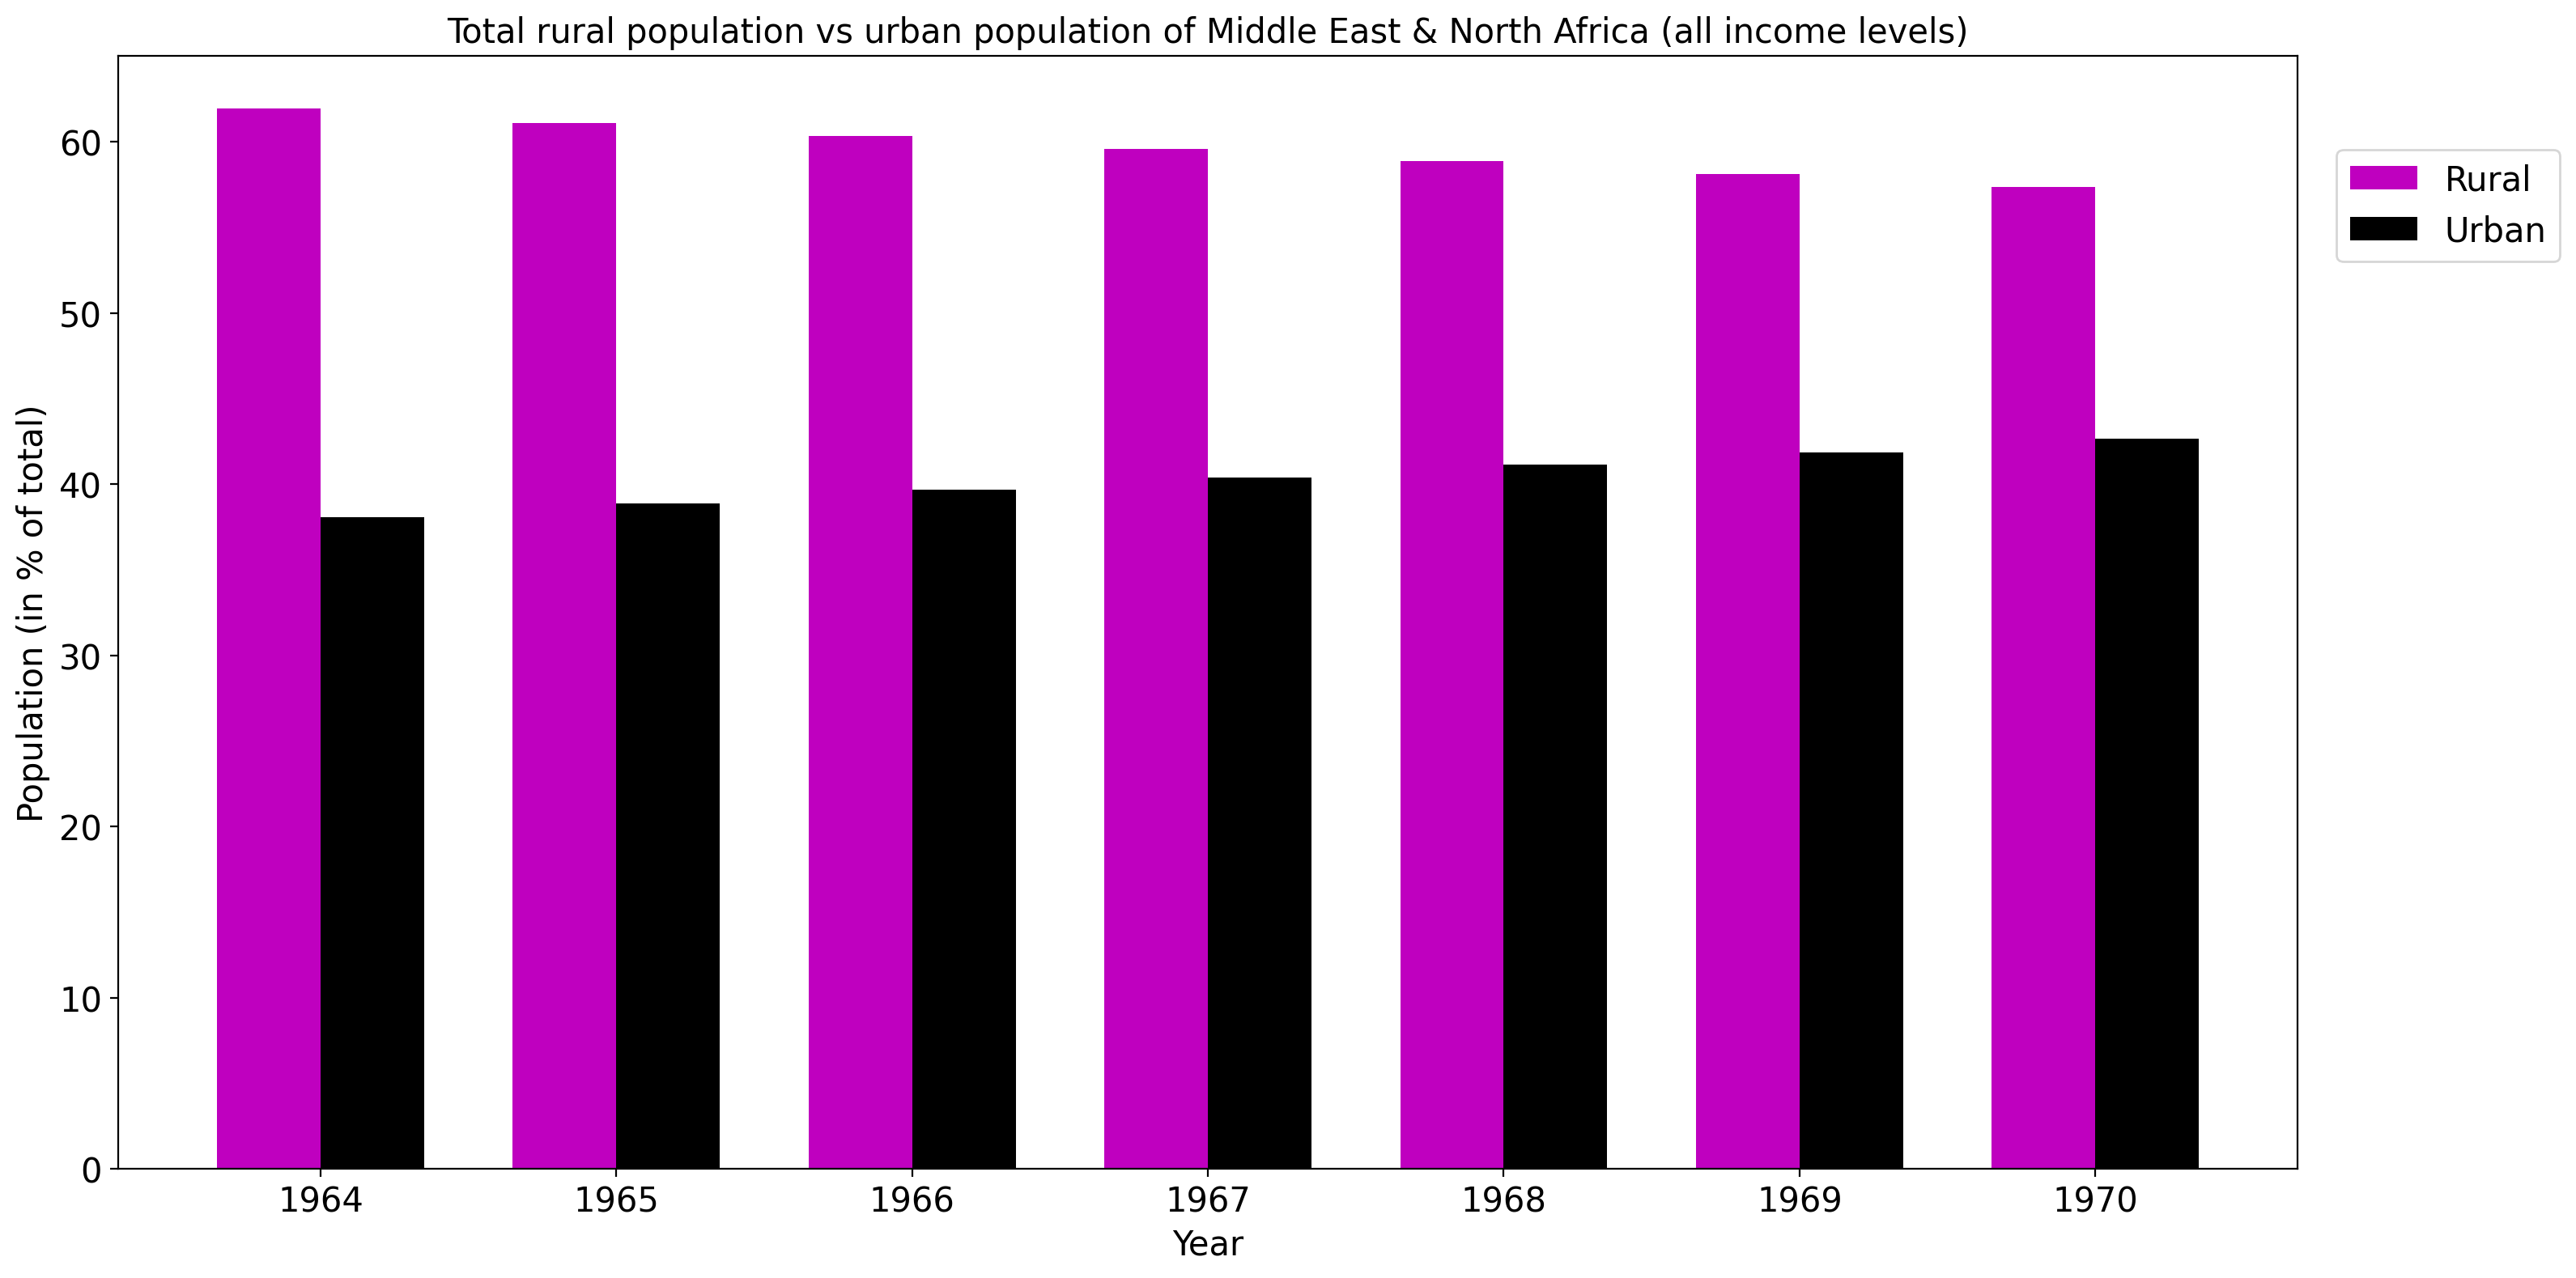 Total rural population vs urban population of Middle East & North Africa (all income levels)
60
50
40
30
20
10
0
Population (in % of total)
1964 1965 1966 1967 1968 1969 1970
Year
Rural
Urban